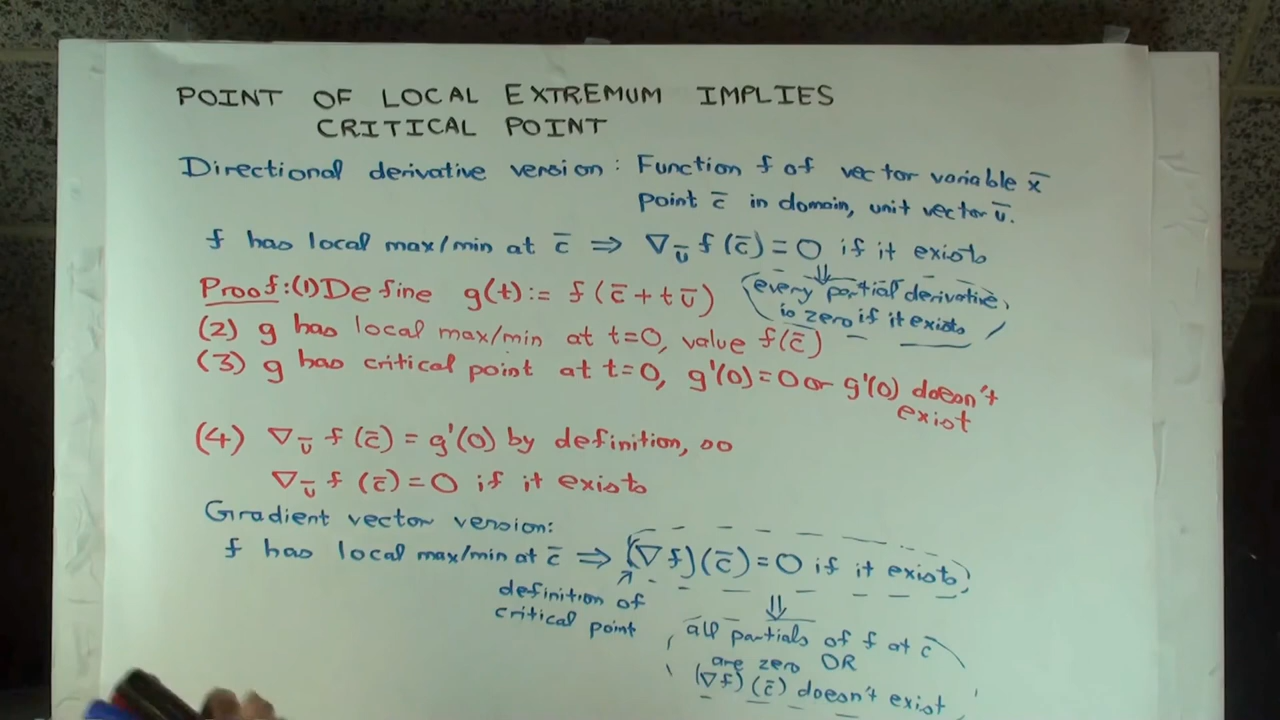 POINT OF LOCAL EXTREMUM IMPLIES
CRITICAL POINT
Directional derivative version: Function f of vector variable x̄
point c̄ in domain, unit vector ū.
f has local max/min at c̄ ⇒ ∇ū f(c̄) = 0 if it exists
⇓
every partial derivative
is zero if it exists
Proof: (1) Define g(t) := f(c̄ + tū)
(2) g has local max/min at t=0, value f(c̄)
(3) g has critical point at t=0, g'(0) = 0 or g'(0) doesn't
exist
(4) ∇ū f(c̄) = g'(0) by definition, so
∇ū f(c̄) = 0 if it exists
Gradient vector version:
f has local max/min at c̄ ⇒ (∇f)(c̄) = 0 if it exists
definition of
critical point
⇓
all partials of f at c̄
are zero OR
(∇f)(c̄) doesn't exist